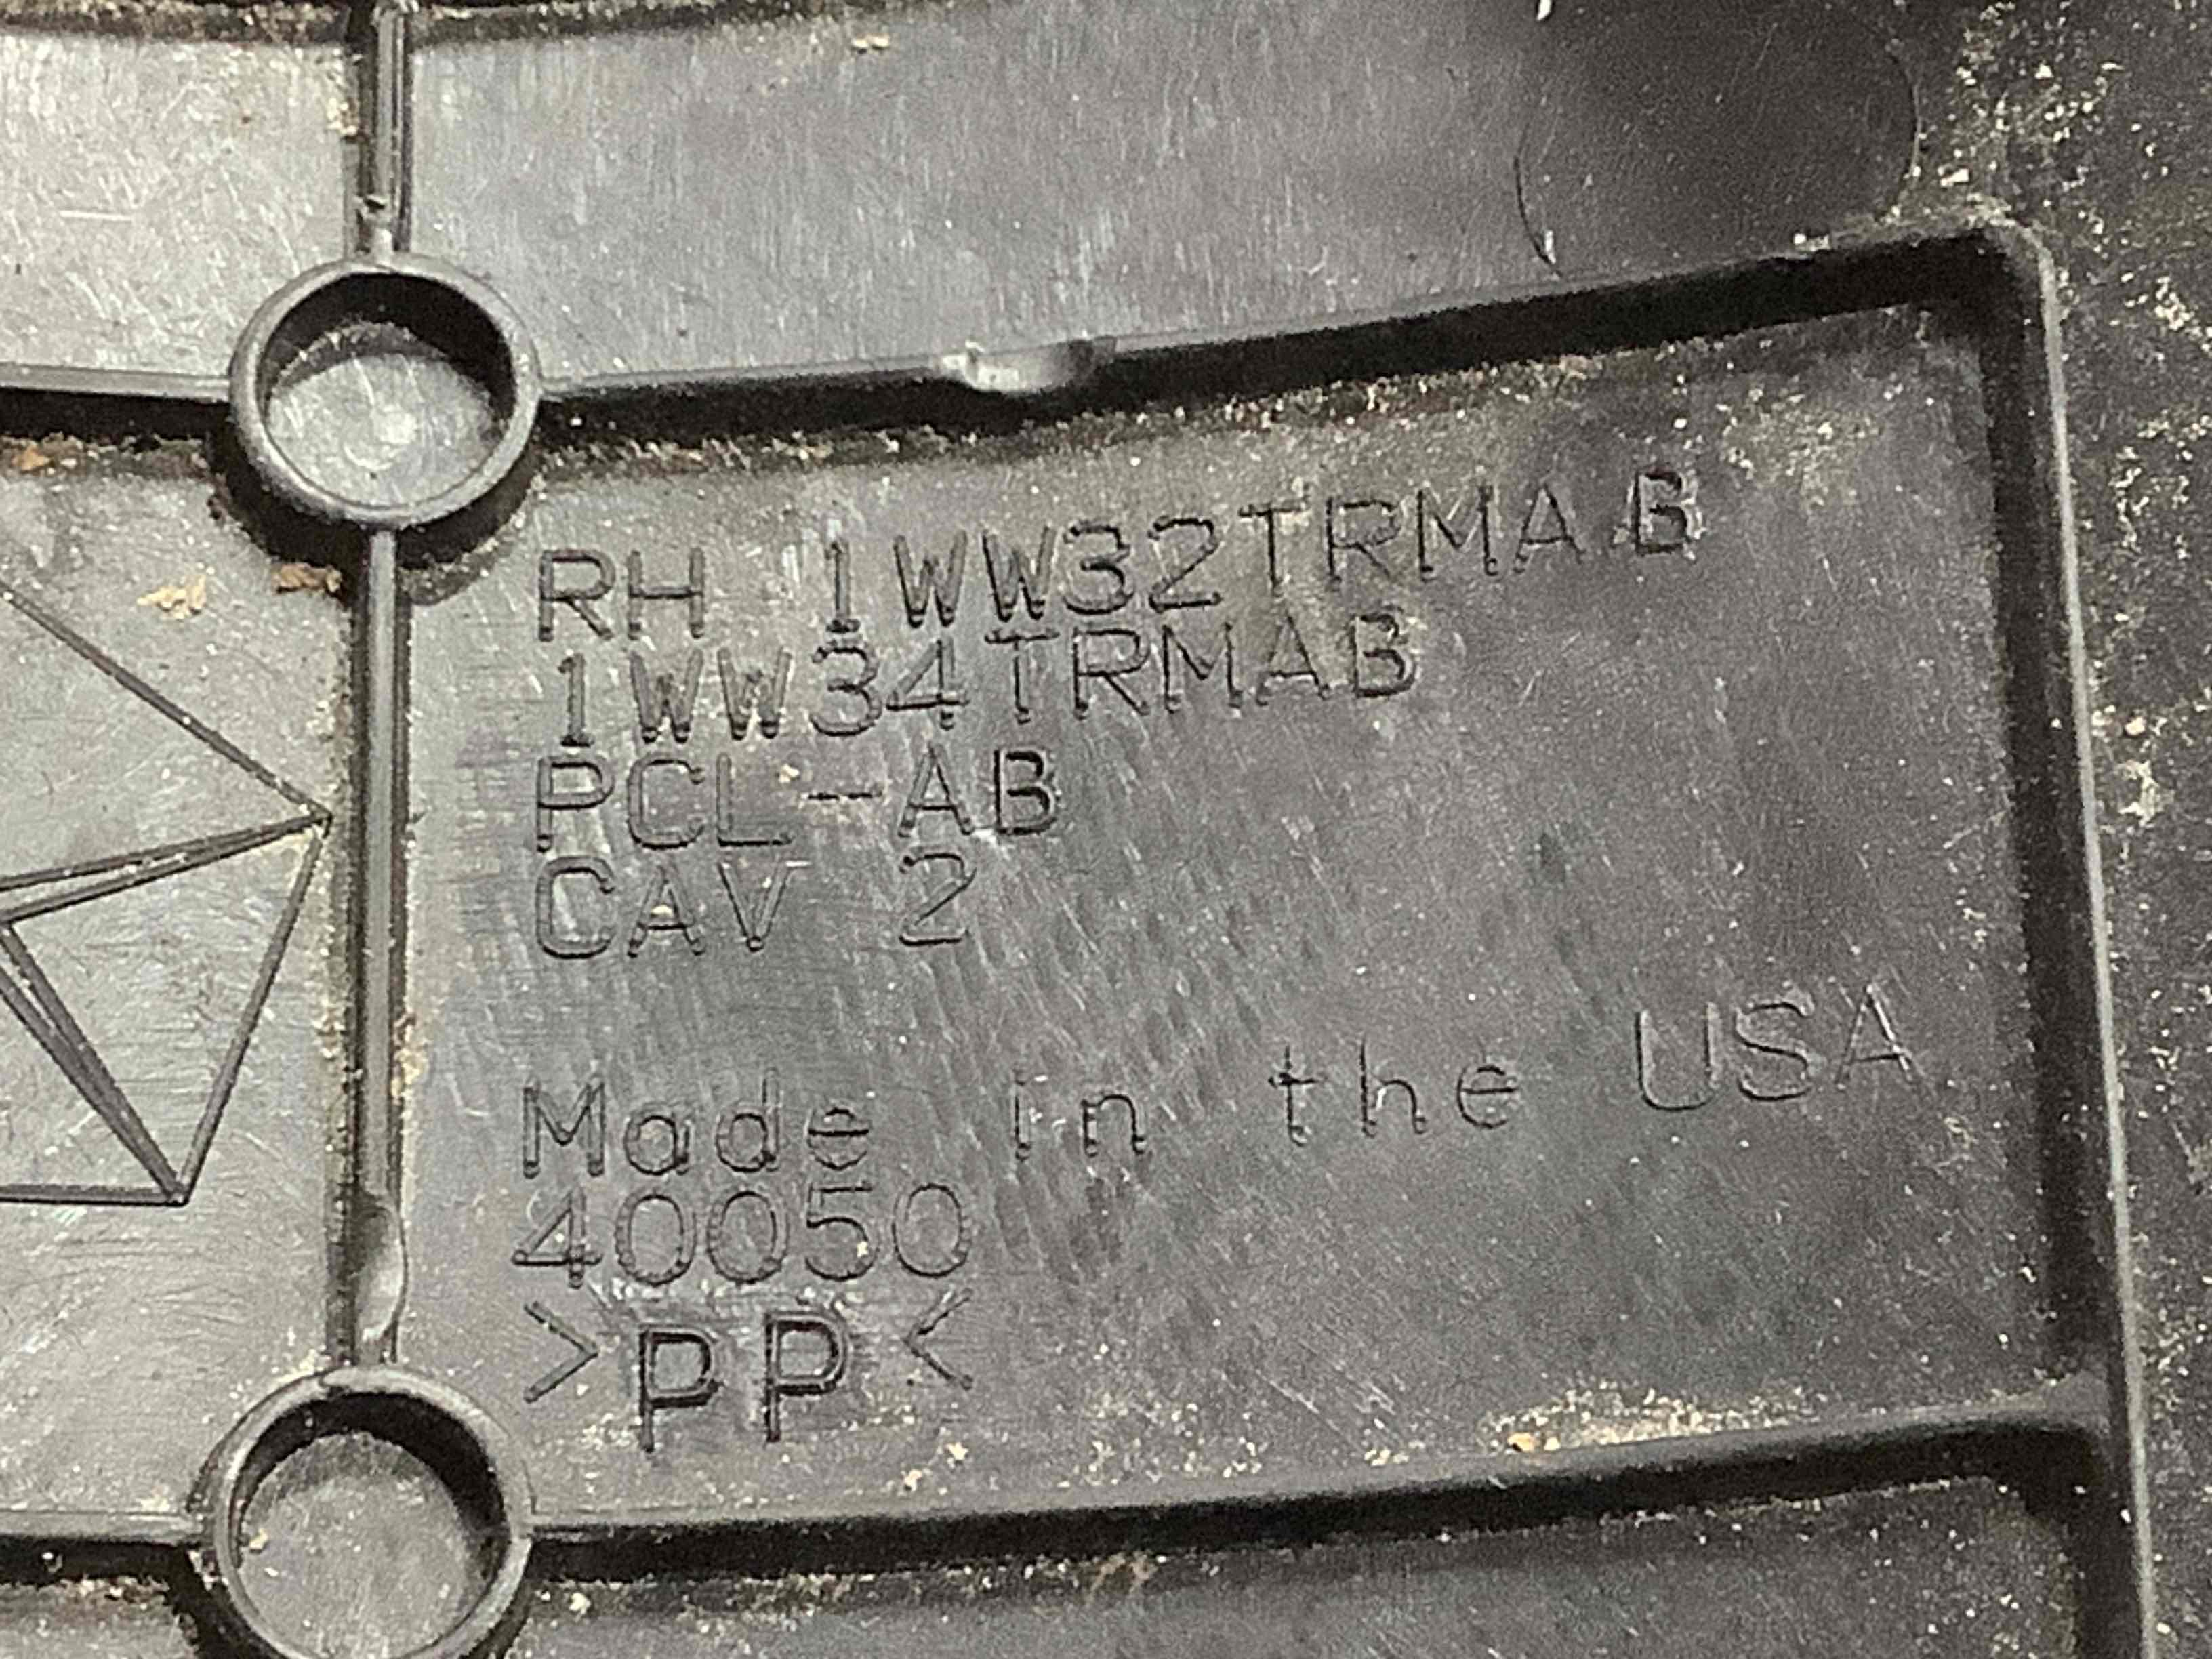 RH 1WW32TRMAB
1WW34TRMAB
PCL-AB
CAV 2
Made in the USA
40050
>PP<